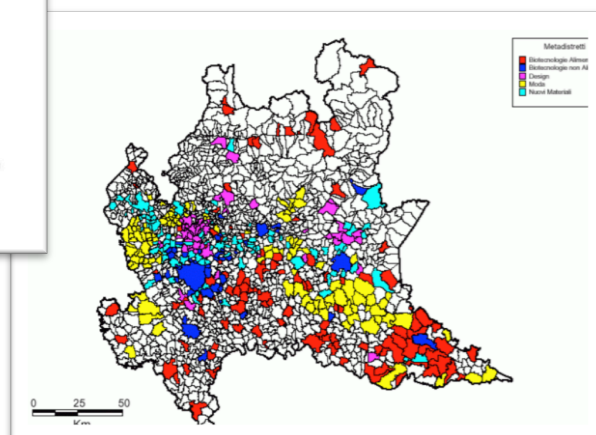 Metadistretti
Biotecnologie Alimen
Biotecnologie non Al
Design
Moda
Nuovi Materiali
0 25 50
Km